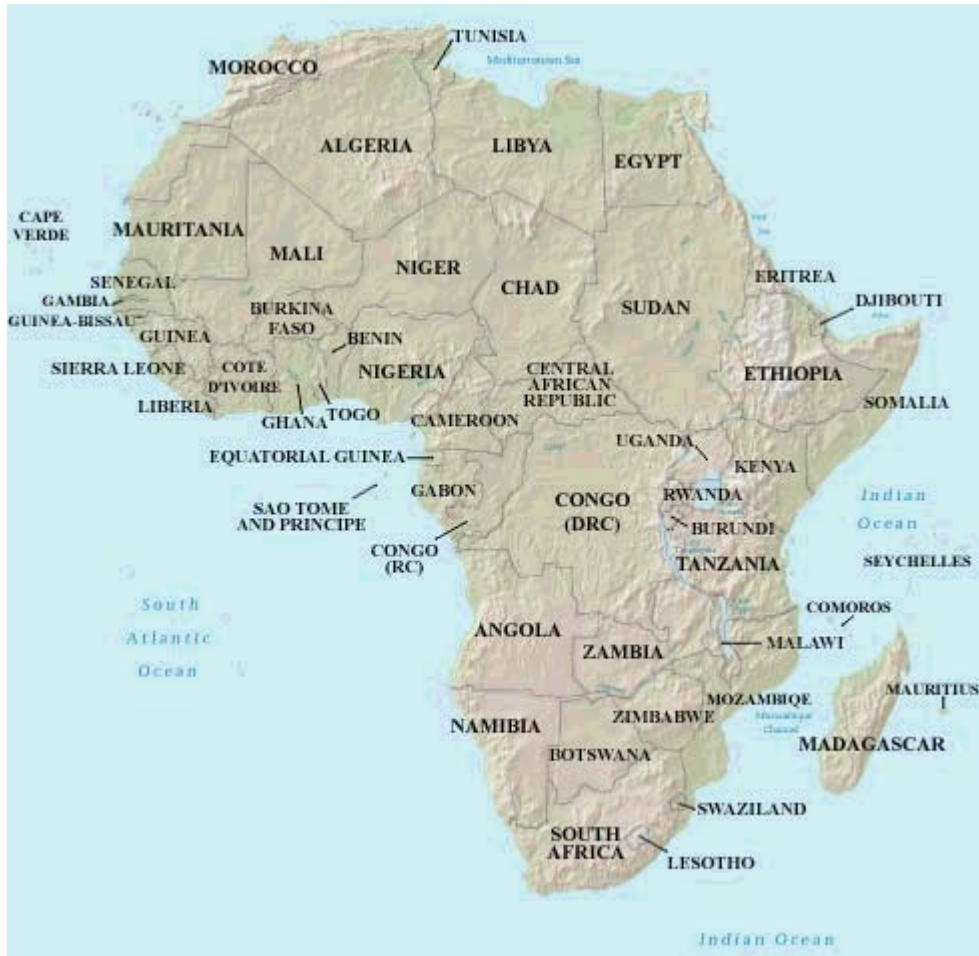 TUNISIA
Mediterranean Sea
MOROCCO
ALGERIA
LIBYA
EGYPT
CAPE
VERDE
MAURITANIA
MALI
NIGER
CHAD
SUDAN
ERITREA
DJIBOUTI
SENEGAL
GAMBIA
GUINEA-BISSAU
GUINEA
BURKINA
FASO
BENIN
NIGERIA
SIERRA LEONE
COTE
D'IVOIRE
CENTRAL
AFRICAN
REPUBLIC
ETHIOPIA
SOMALIA
LIBERIA
GHANA
TOGO
CAMEROON
UGANDA
KENYA
EQUATORIAL GUINEA
GABON
CONGO
(DRC)
RWANDA
Indian
Ocean
SAO TOME
AND PRINCIPE
BURUNDI
CONGO
(RC)
TANZANIA
SEYCHELLES
South
Atlantic
Ocean
COMOROS
ANGOLA
ZAMBIA
MALAWI
MAURITIUS
MOZAMBIQE
Mozambique
Channel
NAMIBIA
ZIMBABWE
MADAGASCAR
BOTSWANA
SWAZILAND
SOUTH
AFRICA
LESOTHO
Indian Ocean